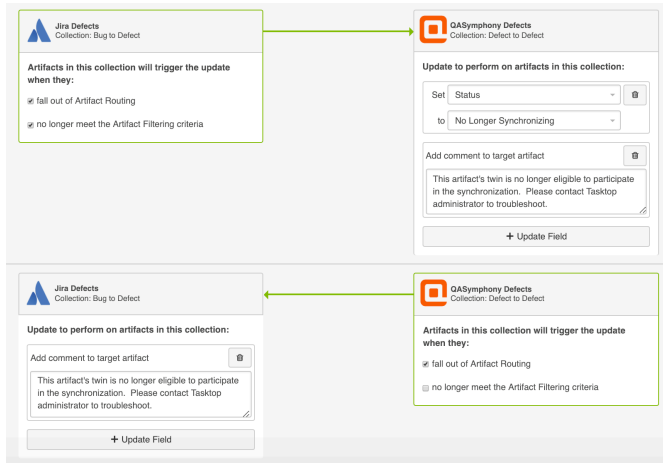 Jira Defects
Collection: Bug to Defect
Artifacts in this collection will trigger the update
when they:
fall out of Artifact Routing
no longer meet the Artifact Filtering criteria
QASymphony Defects
Collection: Defect to Defect
Update to perform on artifacts in this collection:
Set Status
to No Longer Synchronizing
Add comment to target artifact
This artifact's twin is no longer eligible to participate
in the synchronization. Please contact Tasktop
administrator to troubleshoot.
+ Update Field
Jira Defects
Collection: Bug to Defect
Update to perform on artifacts in this collection:
Add comment to target artifact
This artifact's twin is no longer eligible to participate
in the synchronization. Please contact Tasktop
administrator to troubleshoot.
+ Update Field
QASymphony Defects
Collection: Defect to Defect
Artifacts in this collection will trigger the update
when they:
fall out of Artifact Routing
no longer meet the Artifact Filtering criteria